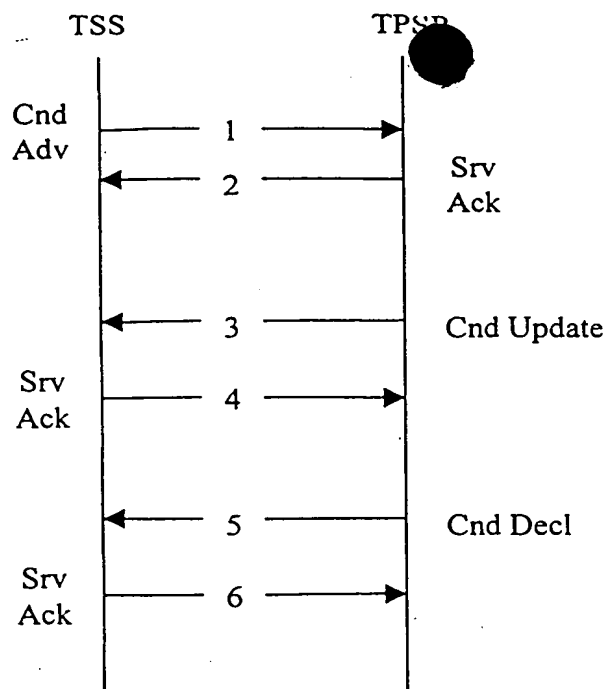 TSS
Cnd
Adv
1
2
Srv
Ack
3
Cnd Update
Srv
Ack
4
5
Cnd Decl
Srv
Ack
6